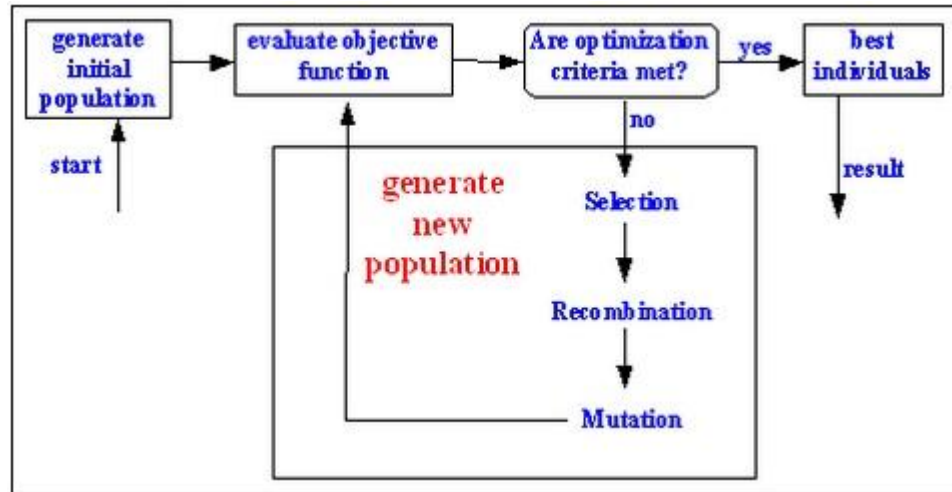 generate
initial
population
evaluate objective
function
Are optimization
criteria met?
yes
best
individuals
start
no
result
generate
new
population
Selection
Recombination
Mutation